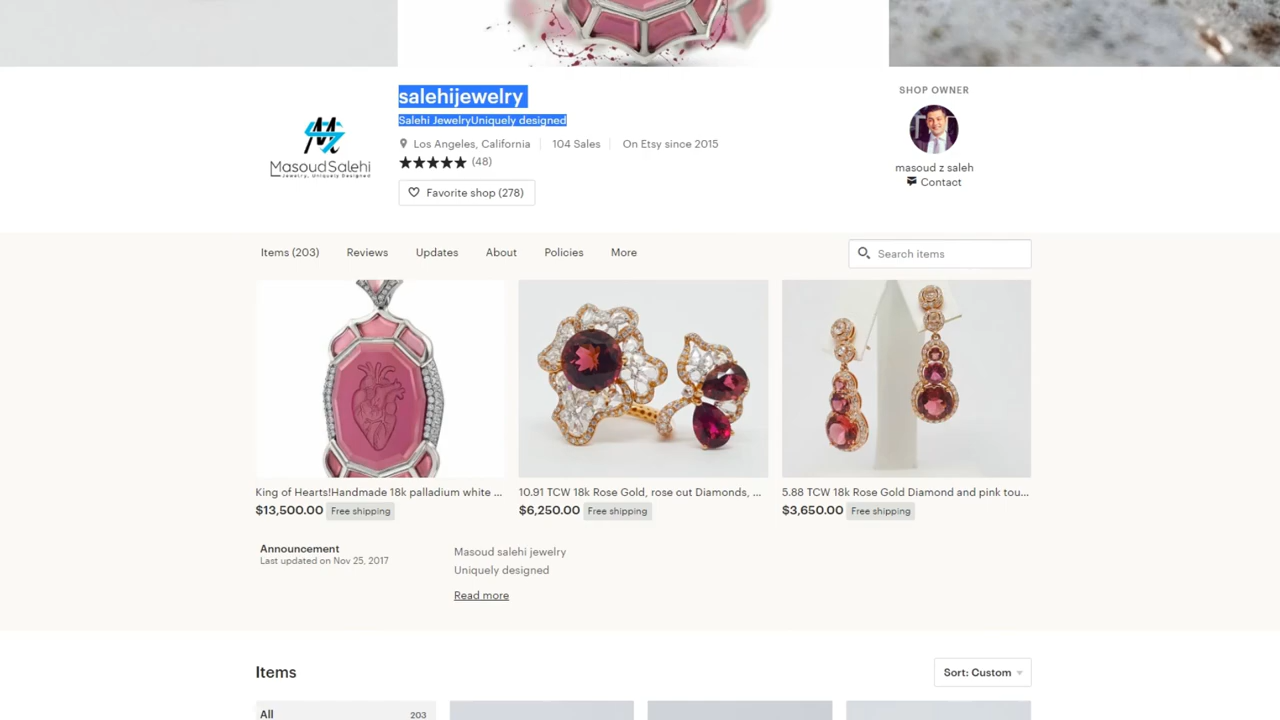 salehijewelry
SHOP OWNER
Salehi JewelryUniquely designed
Los Angeles, California 104 Sales On Etsy since 2015
(48)
MasoudSalehi
Jewelry, Uniquely Designed
masoud z saleh
Contact
Favorite shop (278)
Items (203) Reviews Updates About Policies More Search items
King of Hearts!Handmade 18k palladium white ...
$13,500.00 Free shipping
10.91 TCW 18k Rose Gold, rose cut Diamonds, ...
$6,250.00 Free shipping
5.88 TCW 18k Rose Gold Diamond and pink tou...
$3,650.00 Free shipping
Announcement
Last updated on Nov 25, 2017
Masoud salehi jewelry
Uniquely designed
Read more
Items
Sort: Custom
All 203